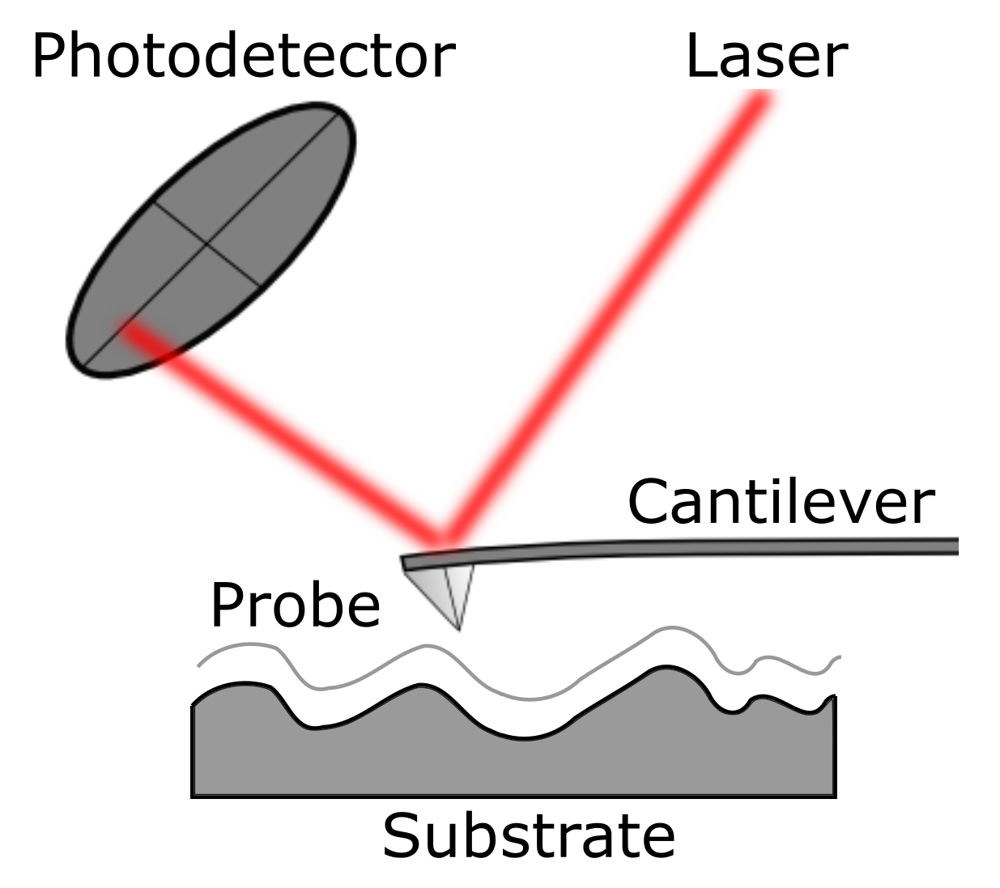 Photodetector
Laser
Cantilever
Probe
Substrate